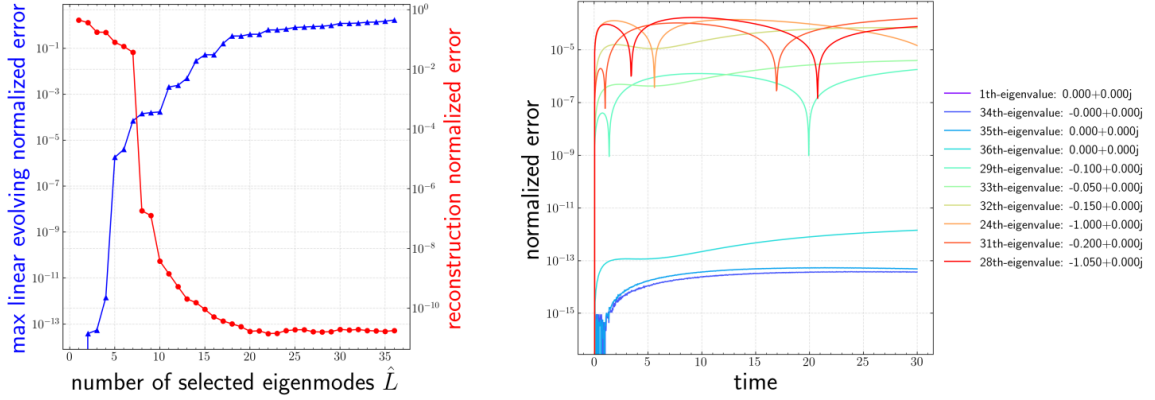 max linear evolving normalized error
10⁻¹
10⁻³
10⁻⁵
10⁻⁷
10⁻⁹
10⁻¹¹
10⁻¹³
0 5 10 15 20 25 30 35
number of selected eigenmodes L̂
10⁰
10⁻²
10⁻⁴
10⁻⁶
10⁻⁸
10⁻¹⁰
reconstruction normalized error
normalized error
10⁻⁵
10⁻⁷
10⁻⁹
10⁻¹¹
10⁻¹³
10⁻¹⁵
0 5 10 15 20 25 30
time
1th-eigenvalue: 0.000+0.000j
34th-eigenvalue: -0.000+0.000j
35th-eigenvalue: 0.000+0.000j
36th-eigenvalue: 0.000+0.000j
29th-eigenvalue: -0.100+0.000j
33th-eigenvalue: -0.050+0.000j
32th-eigenvalue: -0.150+0.000j
24th-eigenvalue: -1.000+0.000j
31th-eigenvalue: -0.200+0.000j
28th-eigenvalue: -1.050+0.000j